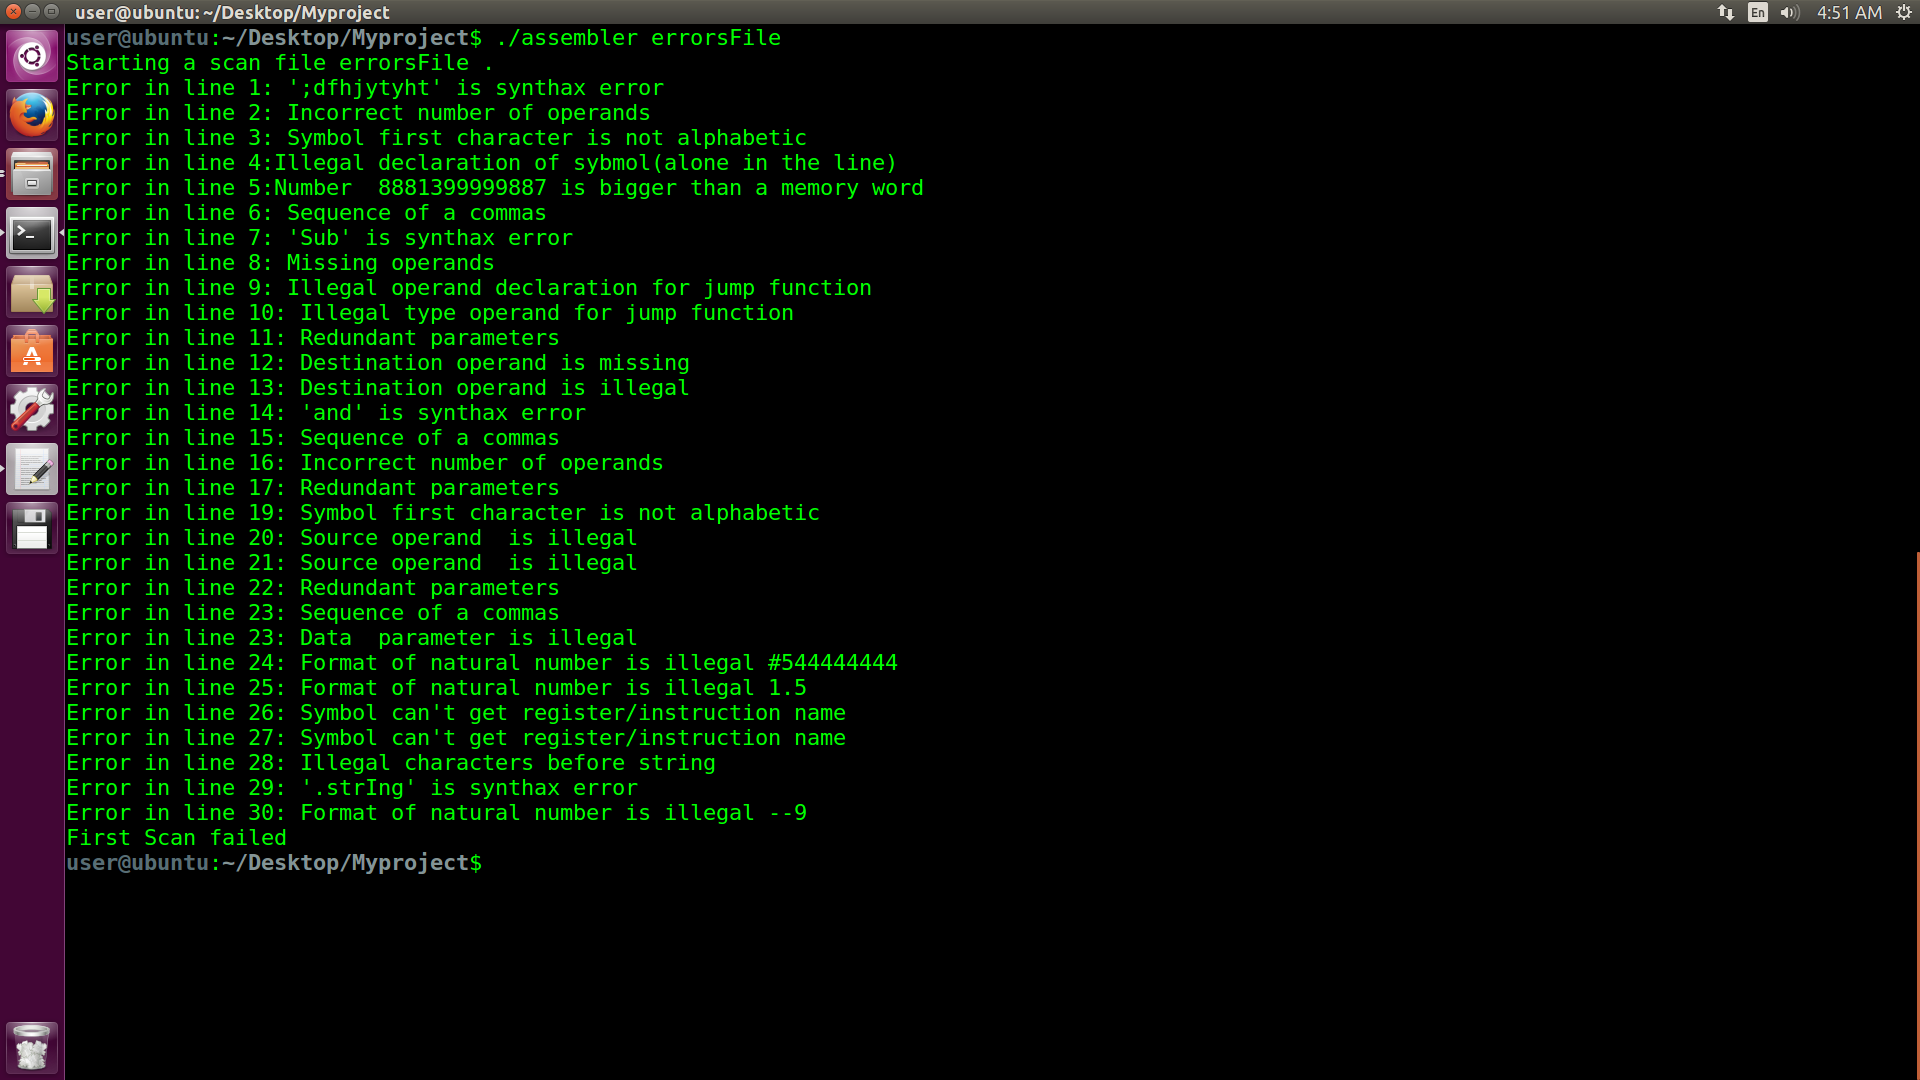 user@ubuntu: ~/Desktop/Myproject
En
4:51 AM
user@ubuntu:~/Desktop/Myproject$ ./assembler errorsFile
Starting a scan file errorsFile .
Error in line 1: ';dfhjytyht' is synthax error
Error in line 2: Incorrect number of operands
Error in line 3: Symbol first character is not alphabetic
Error in line 4:Illegal declaration of sybmol(alone in the line)
Error in line 5:Number  8881399999887 is bigger than a memory word
Error in line 6: Sequence of a commas
Error in line 7: 'Sub' is synthax error
Error in line 8: Missing operands
Error in line 9: Illegal operand declaration for jump function
Error in line 10: Illegal type operand for jump function
Error in line 11: Redundant parameters
Error in line 12: Destination operand is missing
Error in line 13: Destination operand is illegal
Error in line 14: 'and' is synthax error
Error in line 15: Sequence of a commas
Error in line 16: Incorrect number of operands
Error in line 17: Redundant parameters
Error in line 19: Symbol first character is not alphabetic
Error in line 20: Source operand  is illegal
Error in line 21: Source operand  is illegal
Error in line 22: Redundant parameters
Error in line 23: Sequence of a commas
Error in line 23: Data  parameter is illegal
Error in line 24: Format of natural number is illegal #544444444
Error in line 25: Format of natural number is illegal 1.5
Error in line 26: Symbol can't get register/instruction name
Error in line 27: Symbol can't get register/instruction name
Error in line 28: Illegal characters before string
Error in line 29: '.strIng' is synthax error
Error in line 30: Format of natural number is illegal --9
First Scan failed
user@ubuntu:~/Desktop/Myproject$